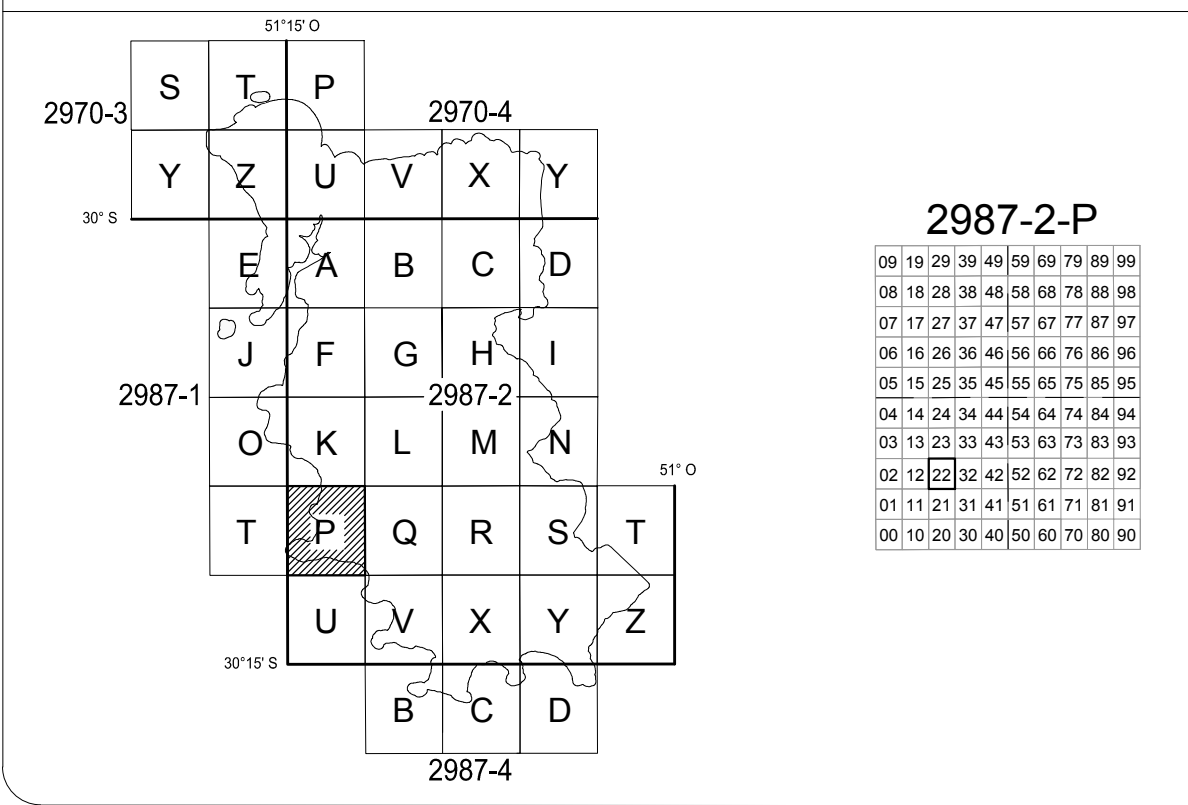 51°15' O
S T P
2970-3 2970-4
Y Z U V X Y
30° S
E A B C D
J F G H I
2987-1 2987-2
O K L M N
51° O
T P Q R S T
U V X Y Z
30°15' S
B C D
2987-4
2987-2-P
09 19 29 39 49 59 69 79 89 99
08 18 28 38 48 58 68 78 88 98
07 17 27 37 47 57 67 77 87 97
06 16 26 36 46 56 66 76 86 96
05 15 25 35 45 55 65 75 85 95
04 14 24 34 44 54 64 74 84 94
03 13 23 33 43 53 63 73 83 93
02 12 22 32 42 52 62 72 82 92
01 11 21 31 41 51 61 71 81 91
00 10 20 30 40 50 60 70 80 90